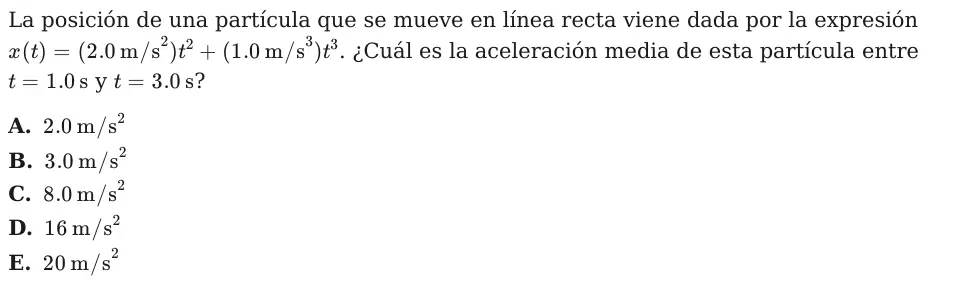 La posición de una partícula que se mueve en línea recta viene dada por la expresión
x(t) = (2.0 m/s²)t² + (1.0 m/s³)t³. ¿Cuál es la aceleración media de esta partícula entre
t = 1.0 s y t = 3.0 s?
A. 2.0 m/s²
B. 3.0 m/s²
C. 8.0 m/s²
D. 16 m/s²
E. 20 m/s²